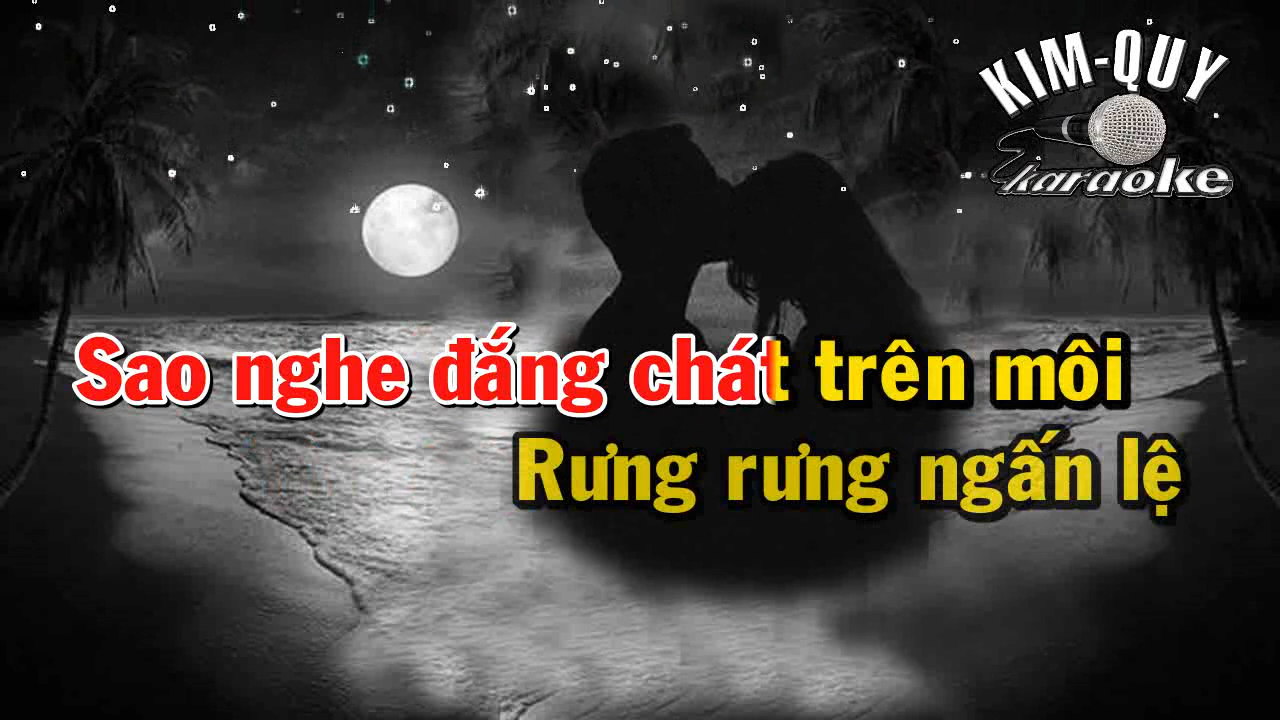 KIM-QUY
karaoke
Sao nghe đắng chát trên môi
Rưng rưng ngấn lệ